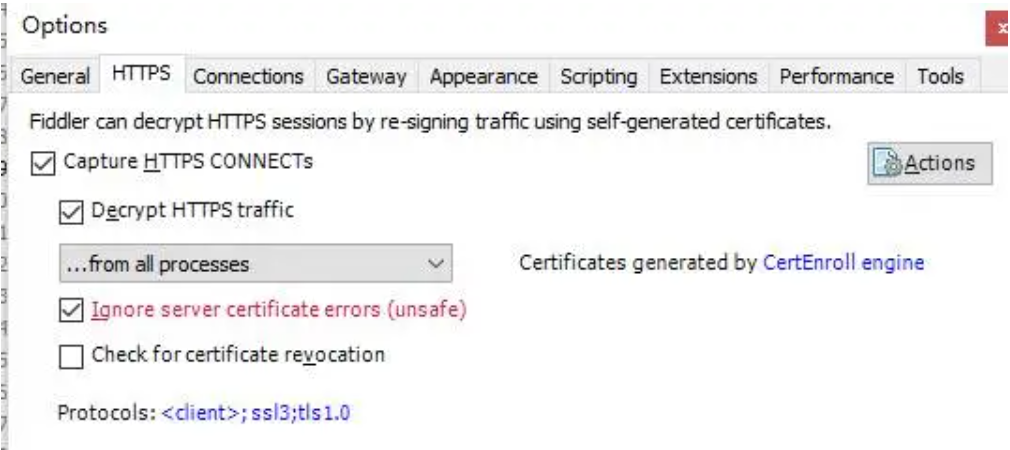 Options
x
General HTTPS Connections Gateway Appearance Scripting Extensions Performance Tools
Fiddler can decrypt HTTPS sessions by re-signing traffic using self-generated certificates.
Capture HTTPS CONNECTs
Actions
Decrypt HTTPS traffic
...from all processes
Certificates generated by CertEnroll engine
Ignore server certificate errors (unsafe)
Check for certificate revocation
Protocols: <client>; ssl3;tls1.0